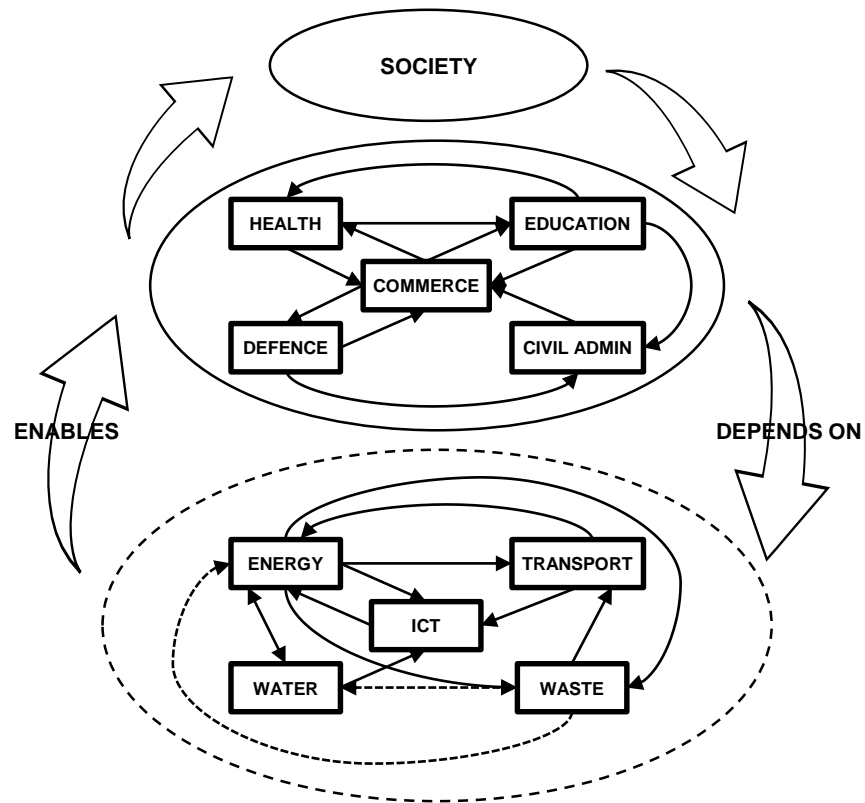 SOCIETY
HEALTH
EDUCATION
COMMERCE
DEFENCE
CIVIL ADMIN
ENABLES
DEPENDS ON
ENERGY
TRANSPORT
ICT
WATER
WASTE